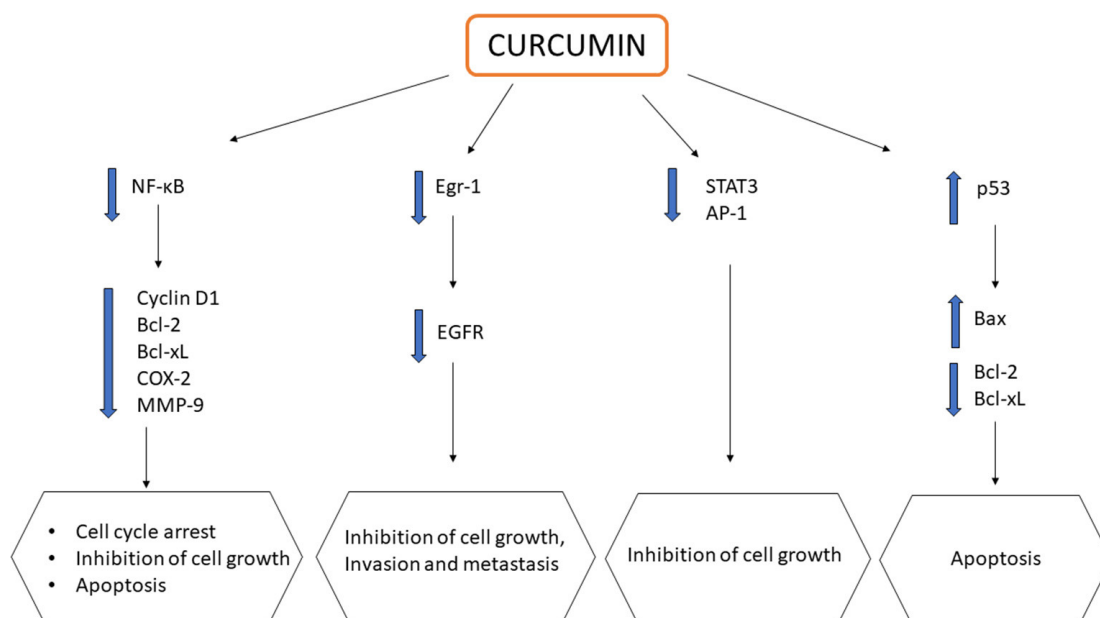 CURCUMIN
NF-κB
Cyclin D1
Bcl-2
Bcl-xL
COX-2
MMP-9
• Cell cycle arrest
• Inhibition of cell growth
• Apoptosis
Egr-1
EGFR
Inhibition of cell growth,
Invasion and metastasis
STAT3
AP-1
Inhibition of cell growth
p53
Bax
Bcl-2
Bcl-xL
Apoptosis